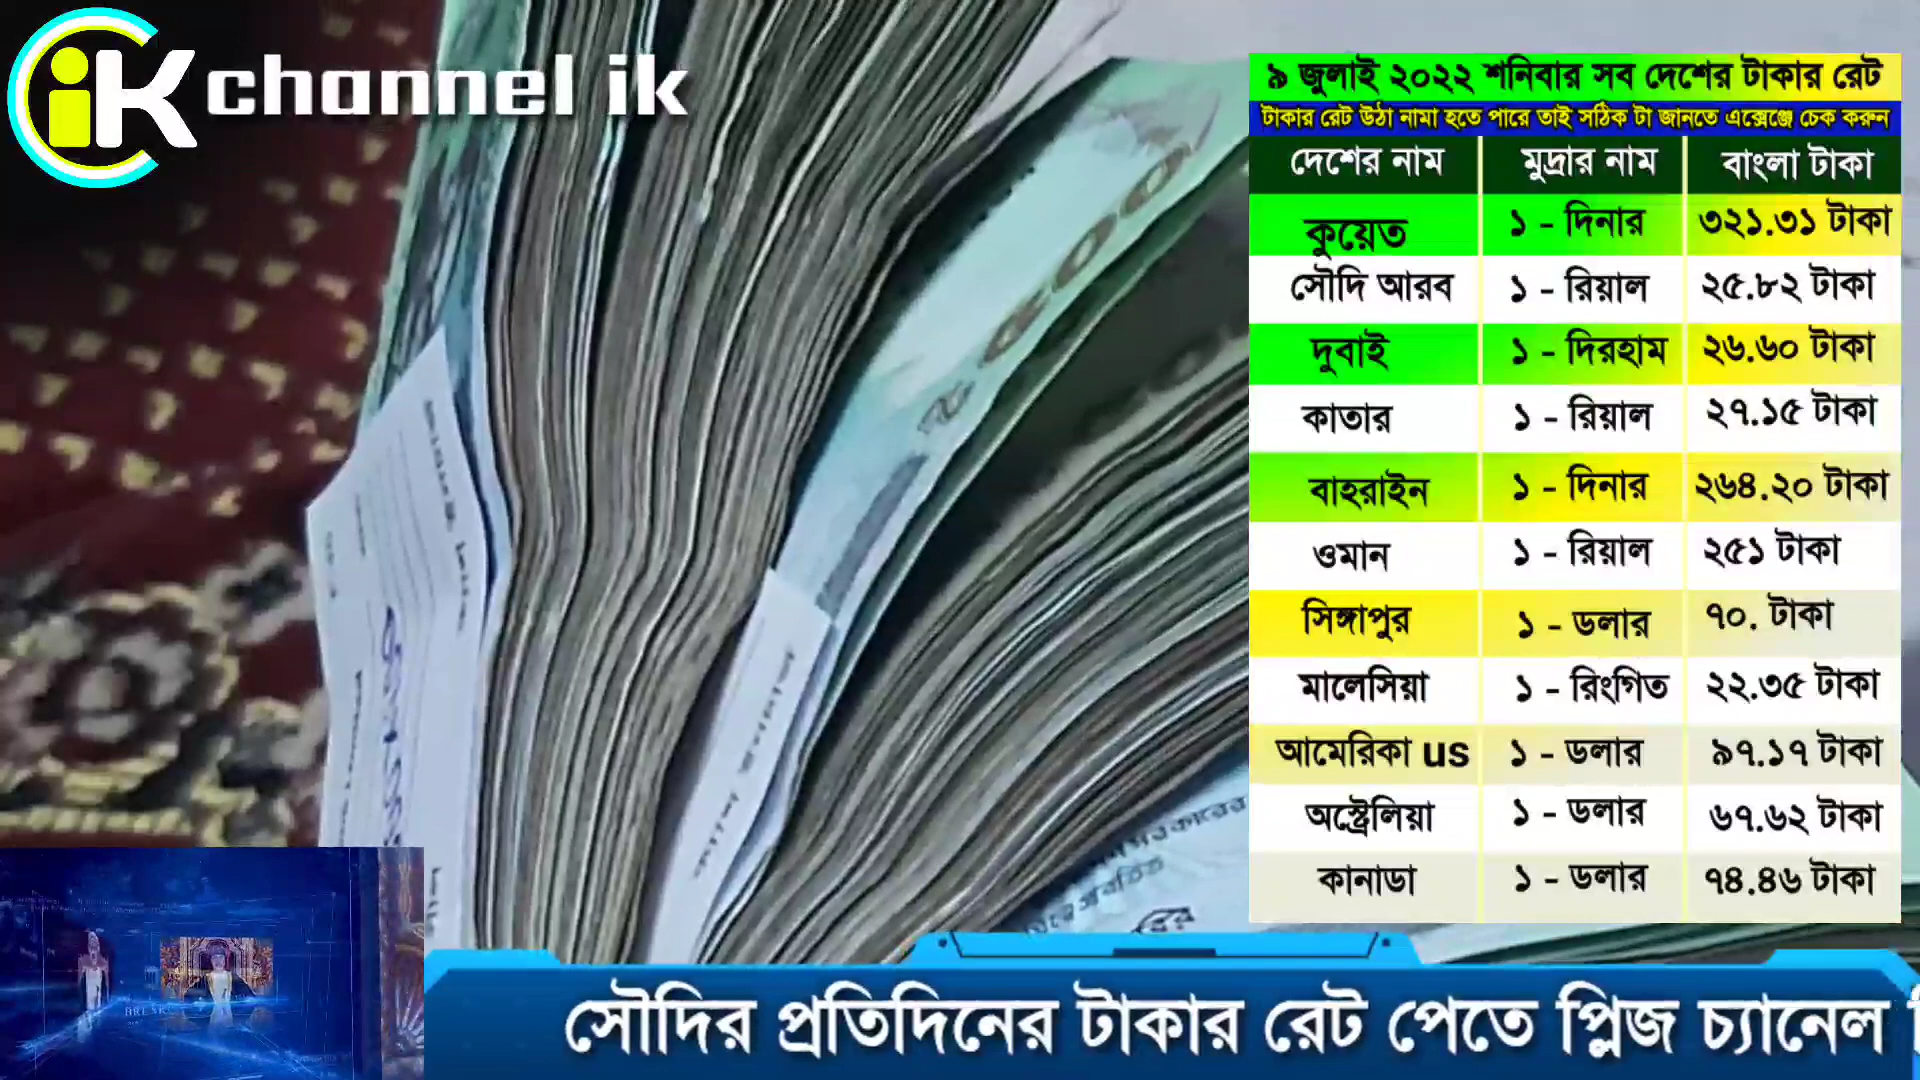 iK channel ik
৯ জুলাই ২০২২ শনিবার সব দেশের টাকার রেট
টাকার রেট উঠা নামা হতে পারে তাই সঠিক টা জানতে এক্সেঞ্জে চেক করুন
দেশের নাম মুদ্রার নাম বাংলা টাকা
কুয়েত ১ - দিনার ৩২১.৩১ টাকা
সৌদি আরব ১ - রিয়াল ২৫.৮২ টাকা
দুবাই ১ - দিরহাম ২৬.৬০ টাকা
কাতার ১ - রিয়াল ২৭.১৫ টাকা
বাহরাইন ১ - দিনার ২৬৪.২০ টাকা
ওমান ১ - রিয়াল ২৫১ টাকা
সিঙ্গাপুর ১ - ডলার ৭০. টাকা
মালেসিয়া ১ - রিংগিত ২২.৩৫ টাকা
আমেরিকা us ১ - ডলার ৯৭.১৭ টাকা
অস্ট্রেলিয়া ১ - ডলার ৬৭.৬২ টাকা
কানাডা ১ - ডলার ৭৪.৪৬ টাকা
সৌদির প্রতিদিনের টাকার রেট পেতে প্লিজ চ্যানেল